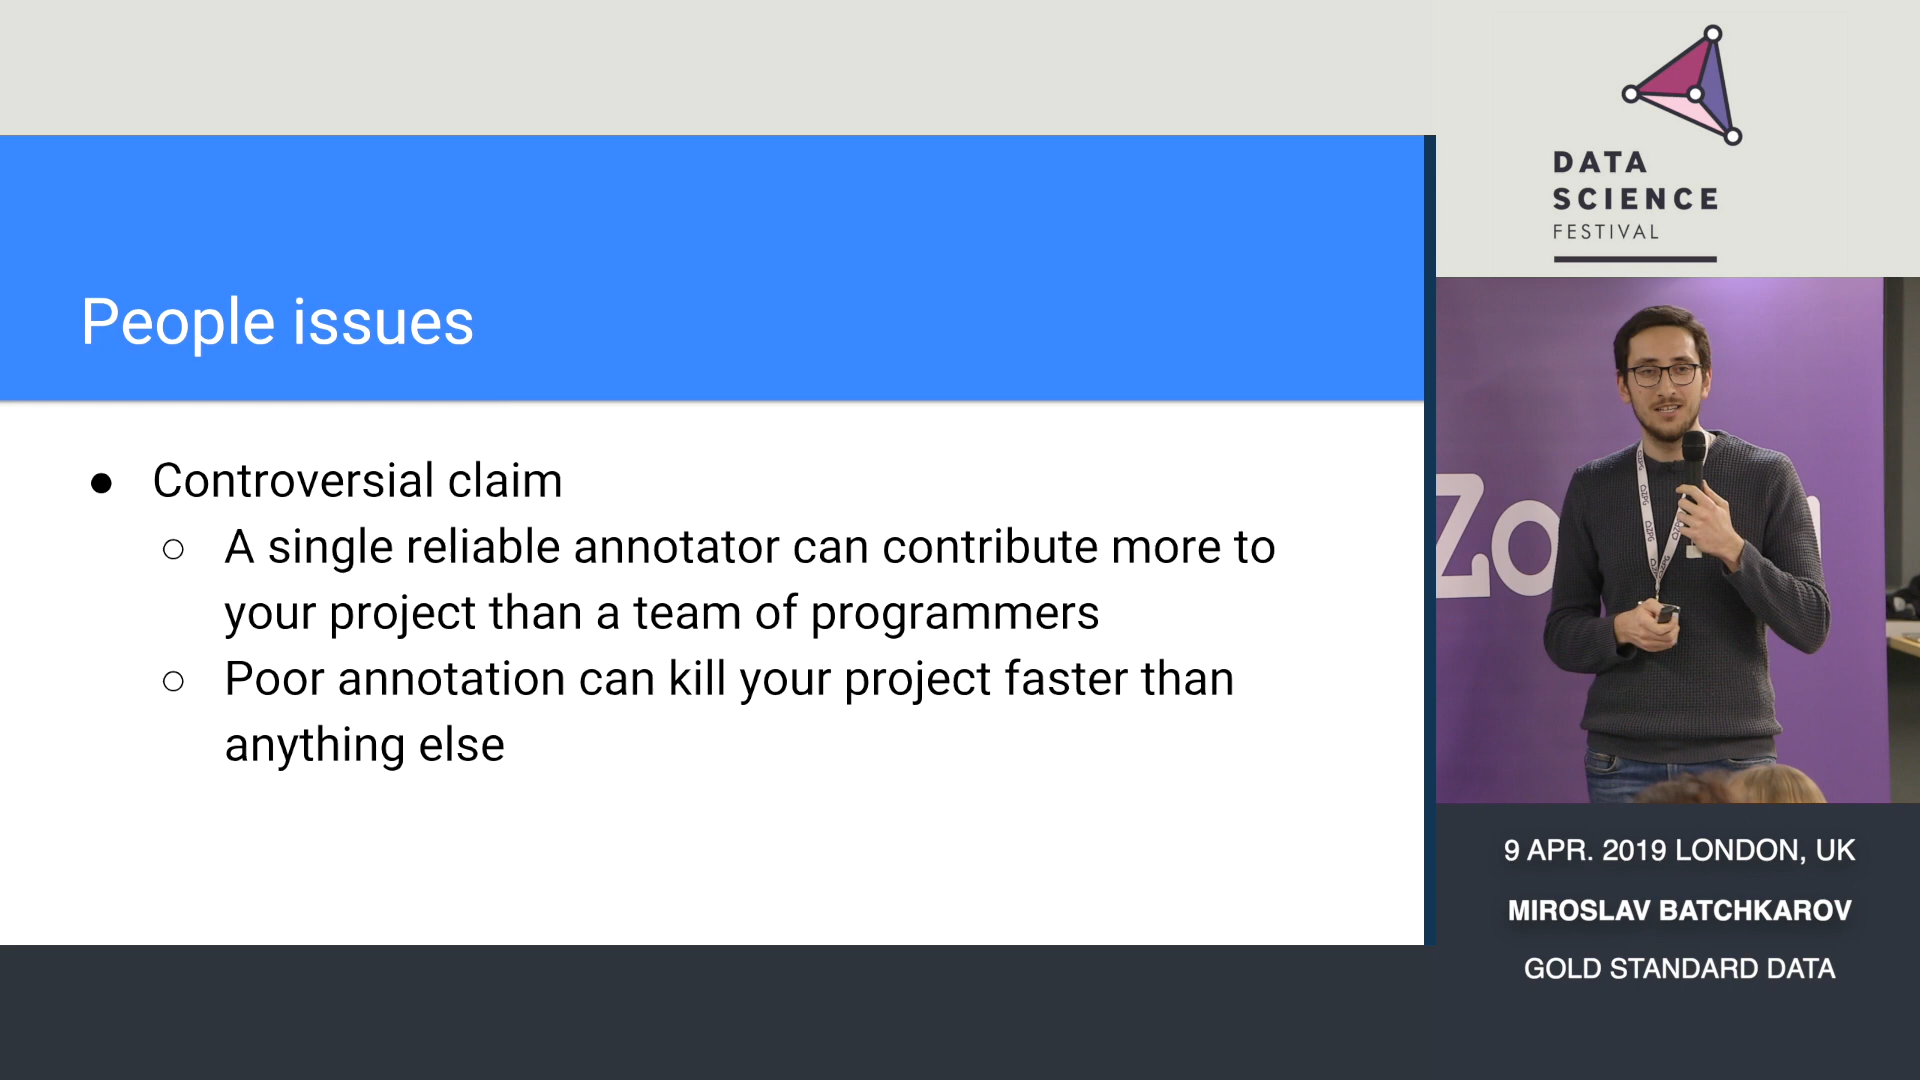 People issues
● Controversial claim
○ A single reliable annotator can contribute more to
your project than a team of programmers
○ Poor annotation can kill your project faster than
anything else
DATA
SCIENCE
FESTIVAL
Zo
9 APR. 2019 LONDON, UK
MIROSLAV BATCHKAROV
GOLD STANDARD DATA